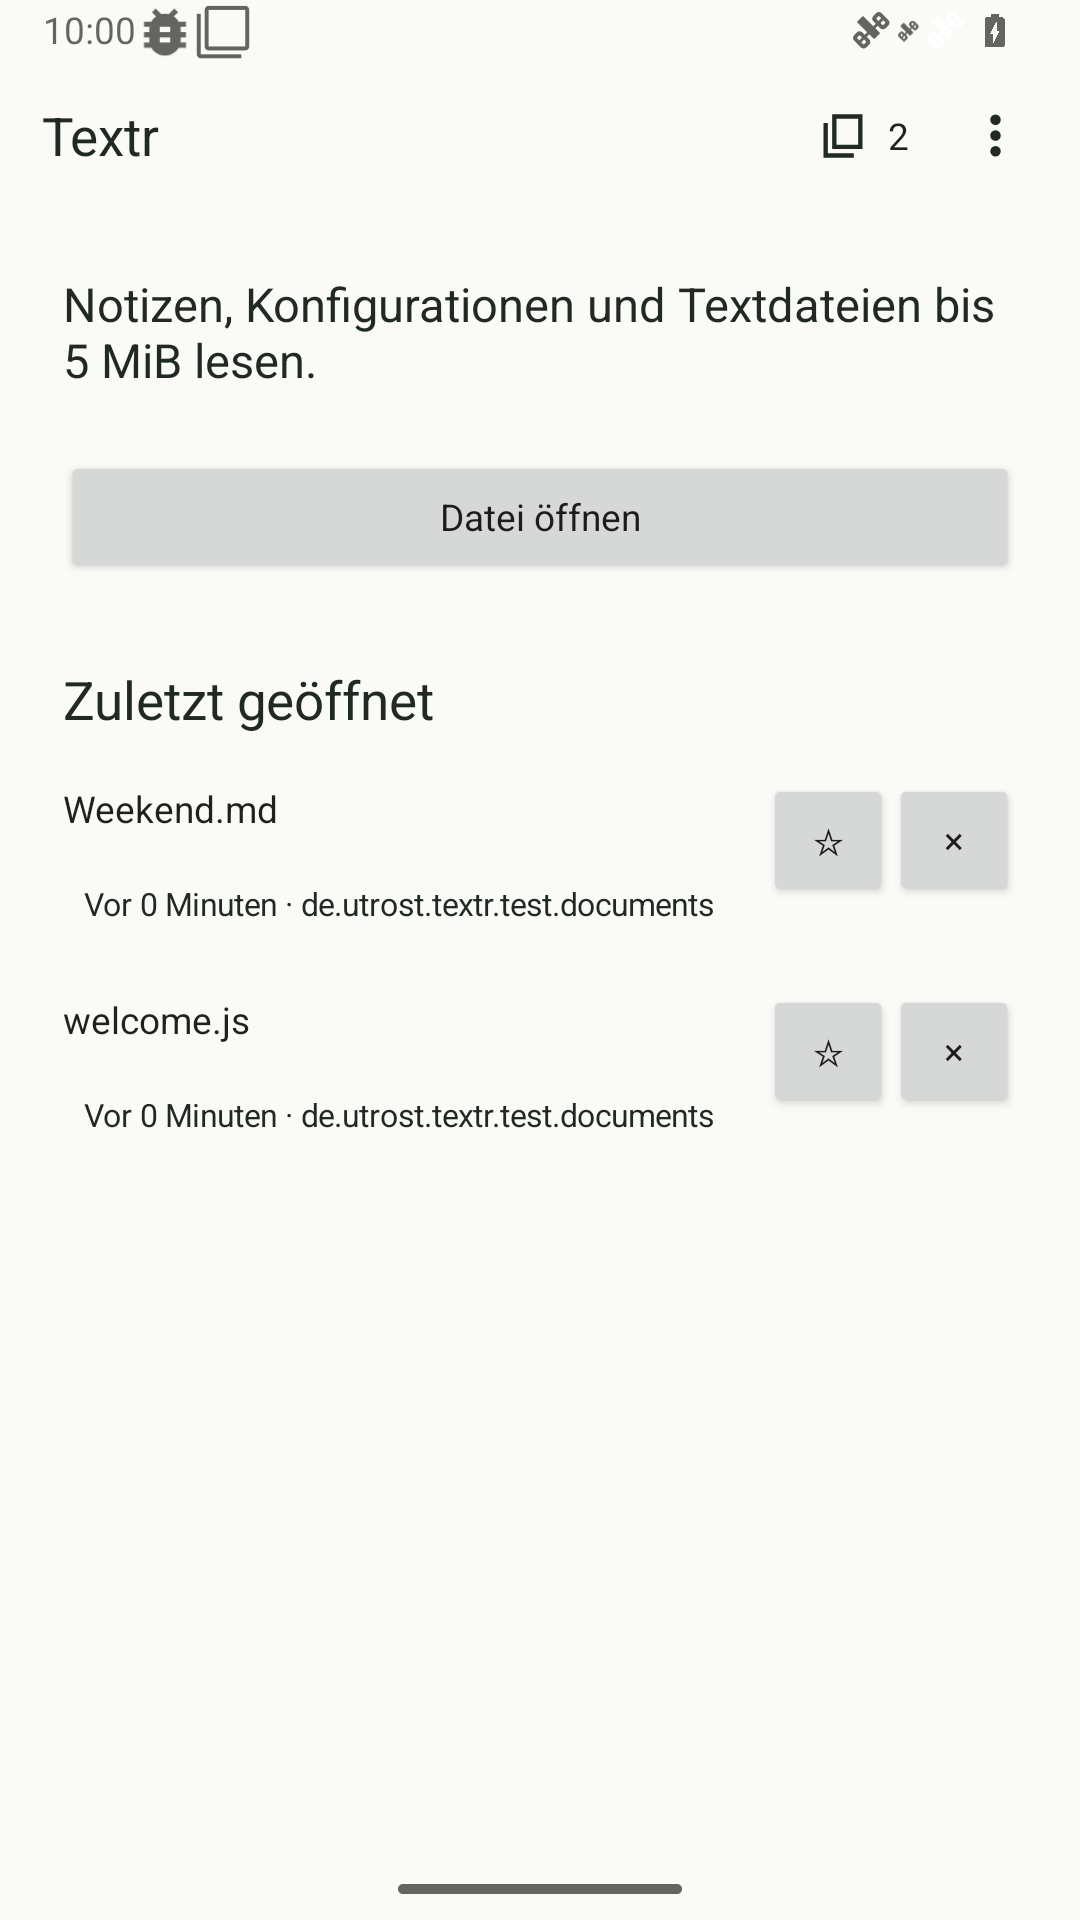 10:00
Textr
2
Notizen, Konfigurationen und Textdateien bis
5 MiB lesen.
Datei öffnen
Zuletzt geöffnet
Weekend.md
☆ ×
Vor 0 Minuten · de.utrost.textr.test.documents
welcome.js
☆ ×
Vor 0 Minuten · de.utrost.textr.test.documents